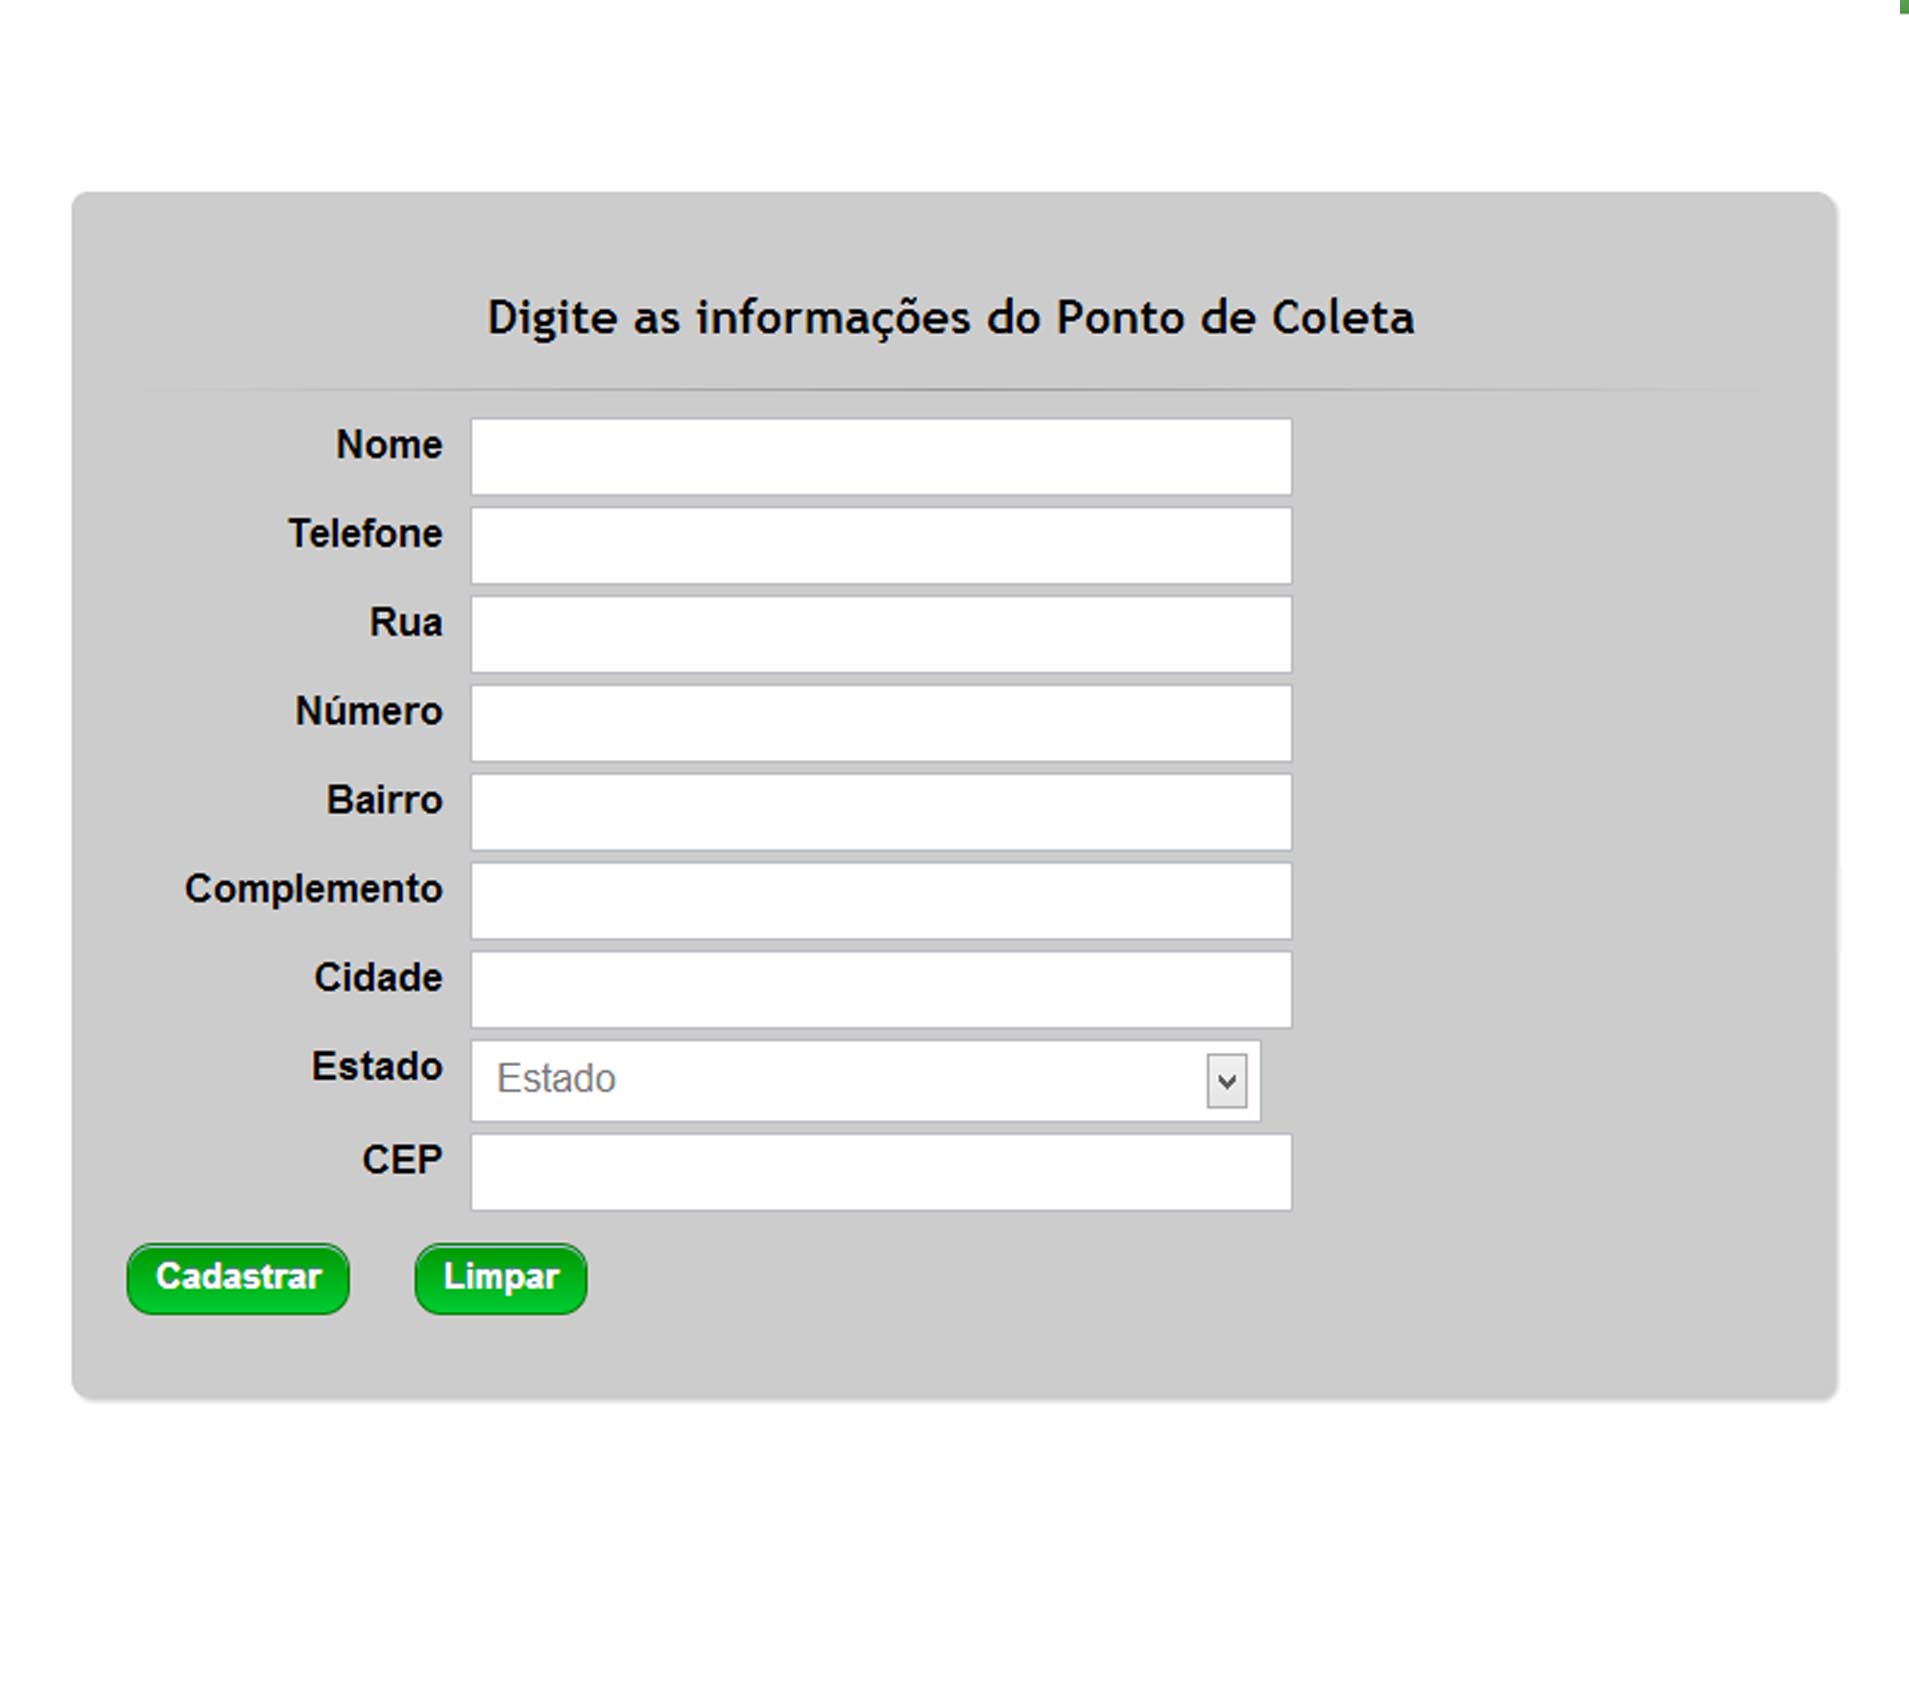 Digite as informações do Ponto de Coleta
Nome
Telefone
Rua
Número
Bairro
Complemento
Cidade
Estado Estado
CEP
Cadastrar Limpar